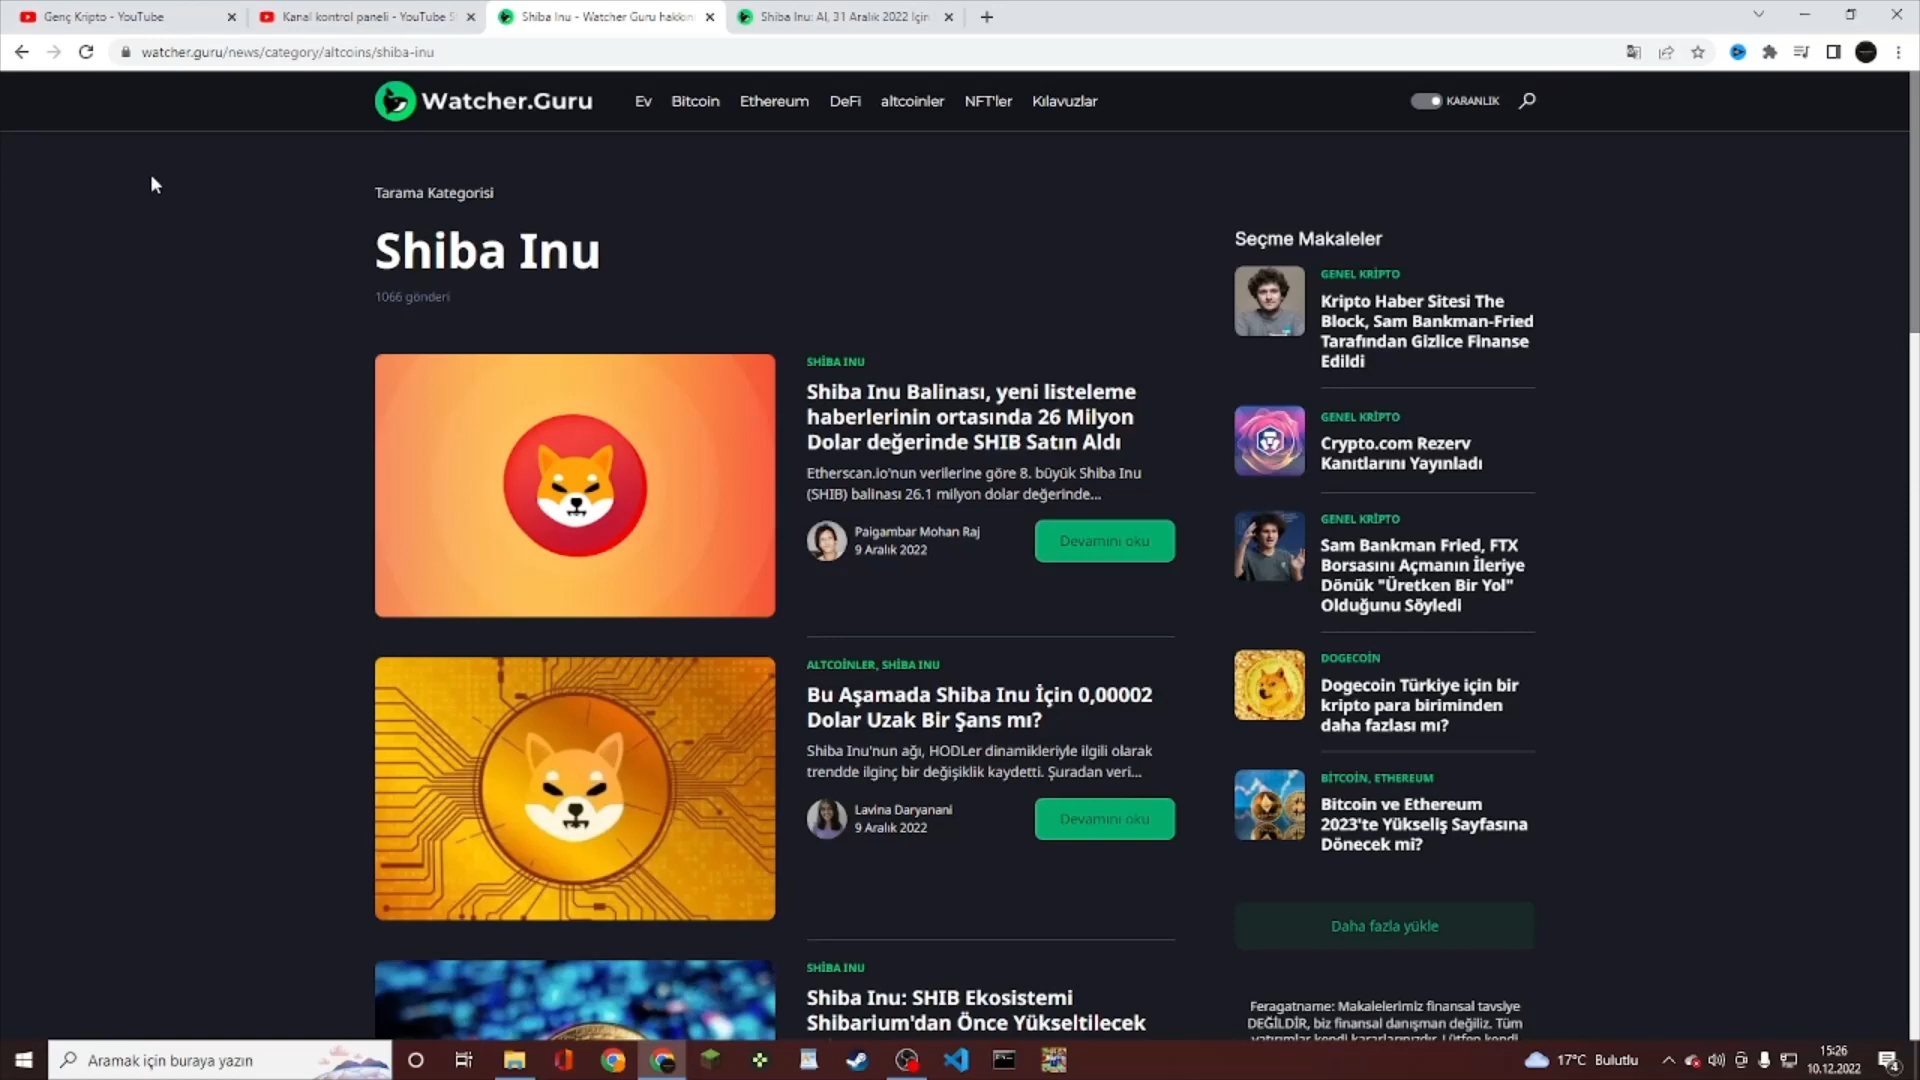 Genç Kripto - YouTube
Kanal kontrol paneli - YouTube S
Shiba Inu - Watcher Guru hakkın
Shiba Inu: AI, 31 Aralık 2022 İçin
watcher.guru/news/category/altcoins/shiba-inu
Watcher.Guru
Ev
Bitcoin
Ethereum
DeFi
altcoinler
NFT'ler
Kılavuzlar
KARANLIK
Tarama Kategorisi
Shiba Inu
1066 gönderi
SHİBA INU
Shiba Inu Balinası, yeni listeleme
haberlerinin ortasında 26 Milyon
Dolar değerinde SHIB Satın Aldı
Etherscan.io'nun verilerine göre 8. büyük Shiba Inu
(SHIB) balinası 26.1 milyon dolar değerinde...
Paigambar Mohan Raj
9 Aralık 2022
Devamını oku
ALTCOİNLER, SHİBA INU
Bu Aşamada Shiba Inu İçin 0,00002
Dolar Uzak Bir Şans mı?
Shiba Inu'nun ağı, HODLer dinamikleriyle ilgili olarak
trendde ilginç bir değişiklik kaydetti. Şuradan veri...
Lavina Daryanani
9 Aralık 2022
Devamını oku
SHİBA INU
Shiba Inu: SHIB Ekosistemi
Shibarium'dan Önce Yükseltilecek
Seçme Makaleler
GENEL KRİPTO
Kripto Haber Sitesi The
Block, Sam Bankman-Fried
Tarafından Gizlice Finanse
Edildi
GENEL KRİPTO
Crypto.com Rezerv
Kanıtlarını Yayınladı
GENEL KRİPTO
Sam Bankman Fried, FTX
Borsasını Açmanın İleriye
Dönük "Üretken Bir Yol"
Olduğunu Söyledi
DOGECOİN
Dogecoin Türkiye için bir
kripto para biriminden
daha fazlası mı?
BİTCOİN, ETHEREUM
Bitcoin ve Ethereum
2023'te Yükseliş Sayfasına
Dönecek mi?
Daha fazla yükle
Feragatname: Makalelerimiz finansal tavsiye
DEĞİLDİR, biz finansal danışman değiliz. Tüm
yatırımlar kendi kararlarınızdır. Lütfen kendi
Aramak için buraya yazın
17°C Bulutlu
15:26
10.12.2022
4